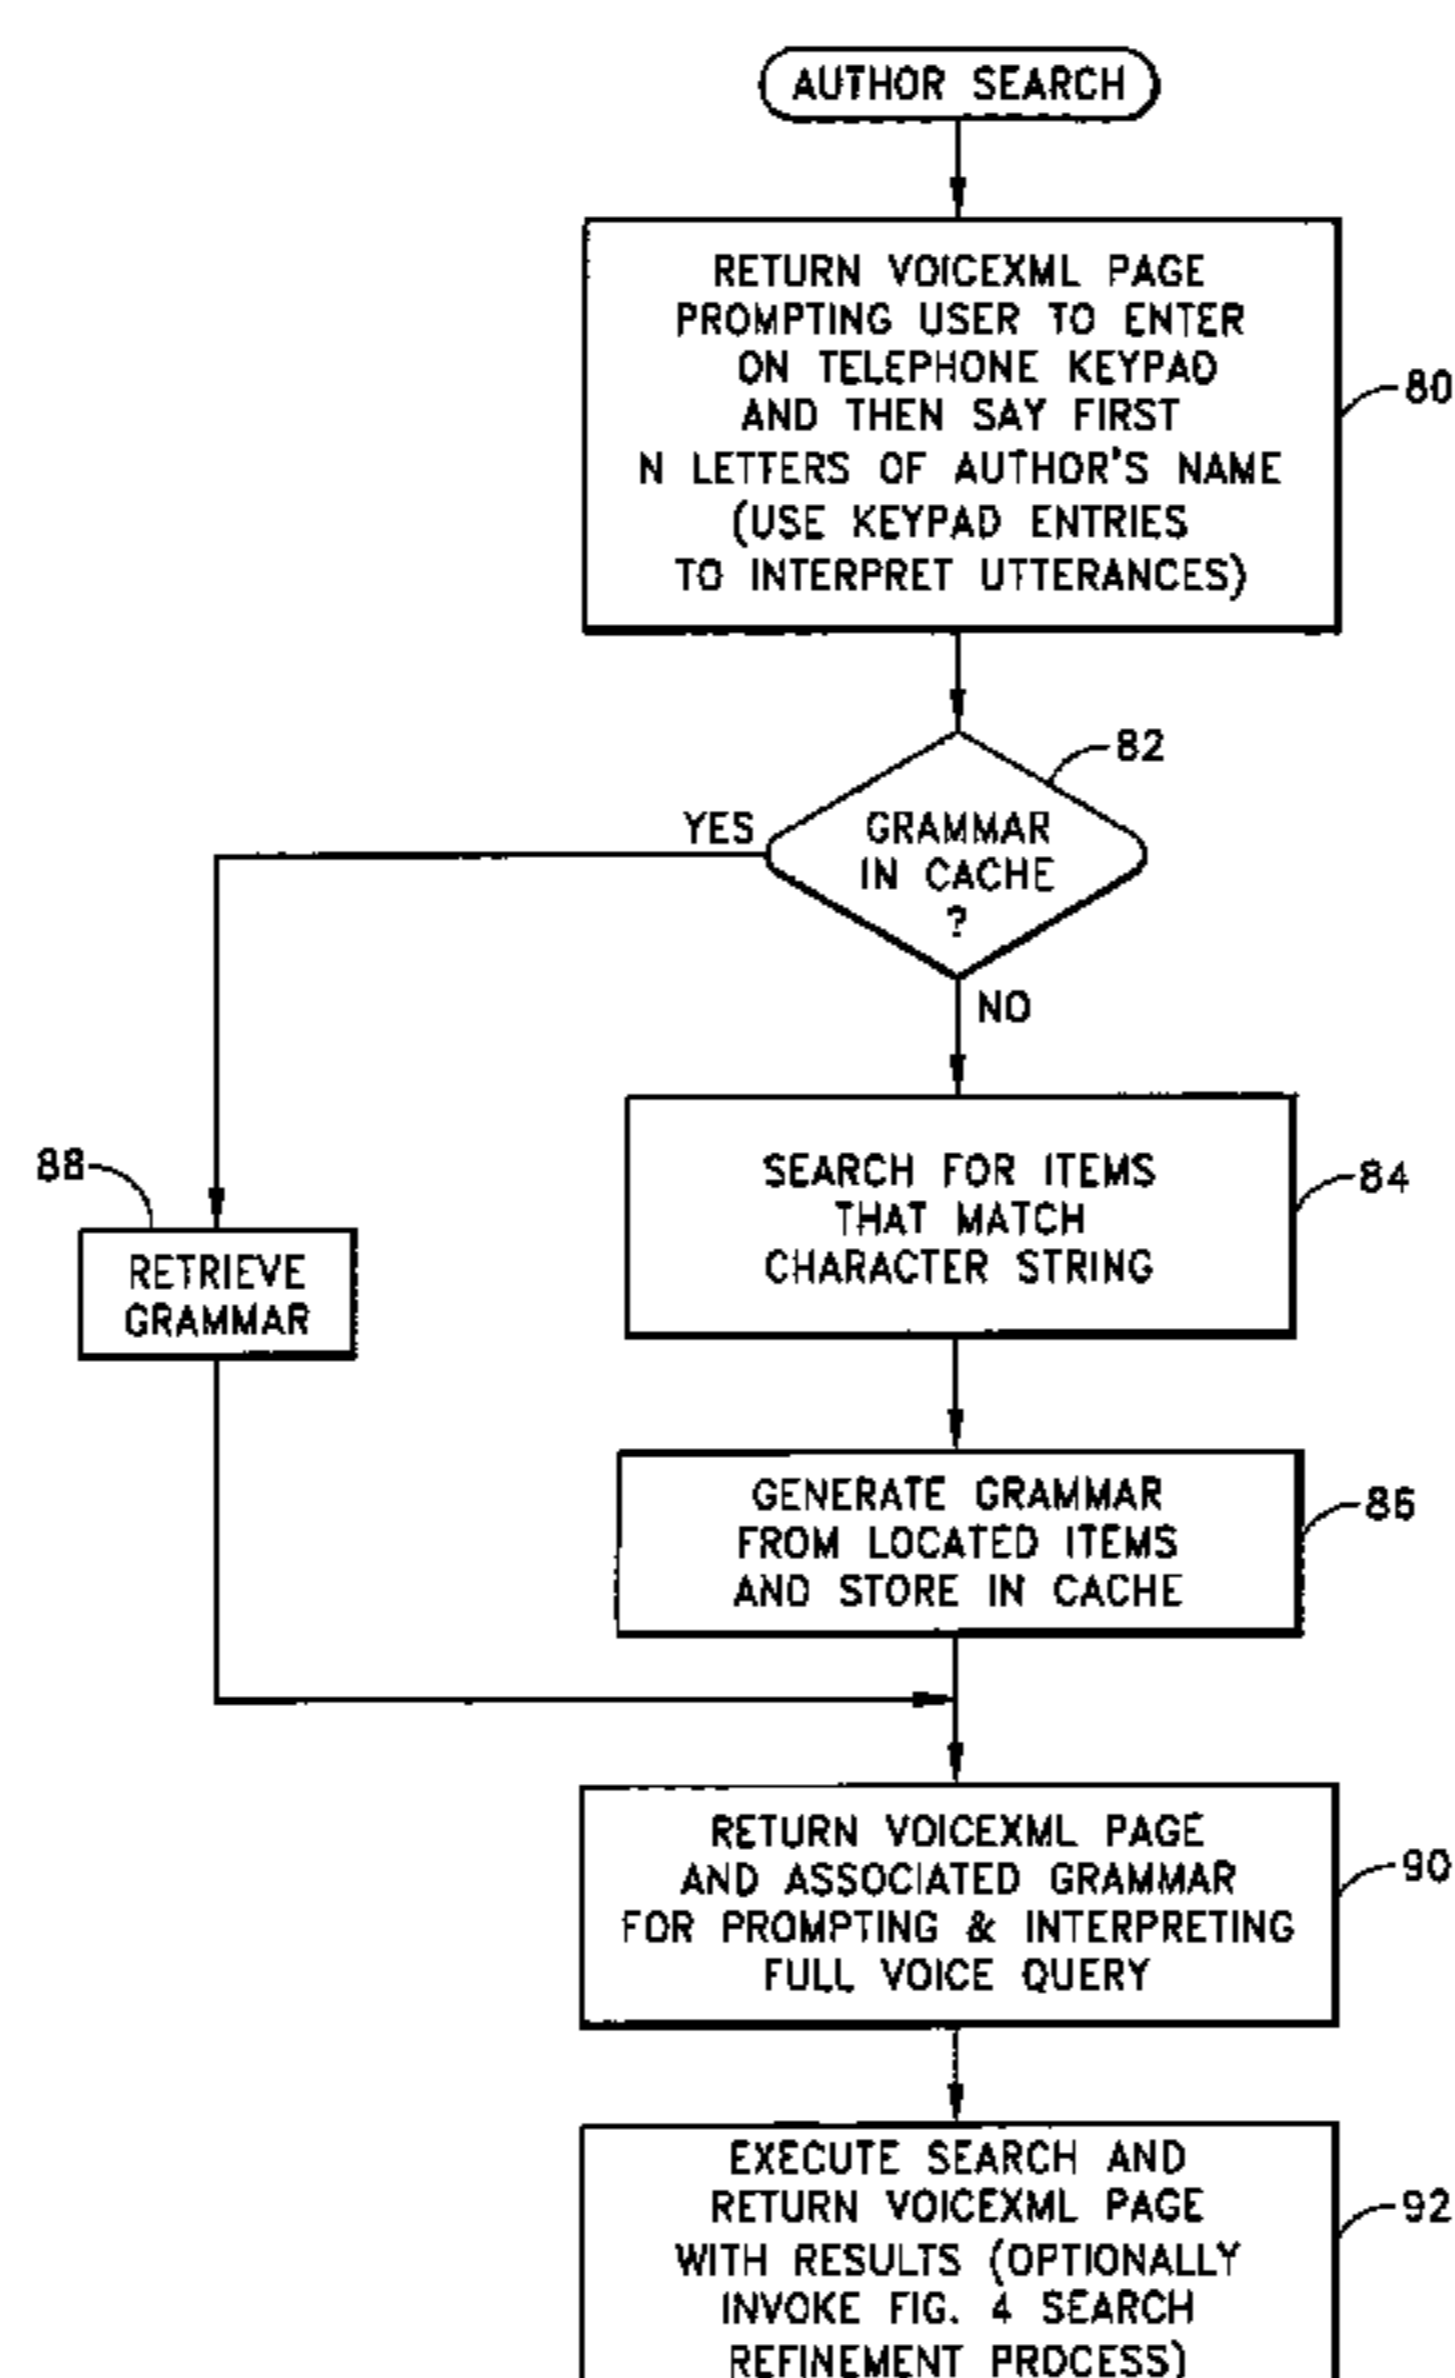 AUTHOR SEARCH
RETURN VOICEXML PAGE
PROMPTING USER TO ENTER
ON TELEPHONE KEYPAD
AND THEN SAY FIRST
N LETTERS OF AUTHOR'S NAME
(USE KEYPAD ENTRIES
TO INTERPRET UTTERANCES)
80
82
YES
GRAMMAR
IN CACHE
?
NO
88
RETRIEVE
GRAMMAR
SEARCH FOR ITEMS
THAT MATCH
CHARACTER STRING
84
GENERATE GRAMMAR
FROM LOCATED ITEMS
AND STORE IN CACHE
86
RETURN VOICEXML PAGE
AND ASSOCIATED GRAMMAR
FOR PROMPTING & INTERPRETING
FULL VOICE QUERY
90
EXECUTE SEARCH AND
RETURN VOICEXML PAGE
WITH RESULTS (OPTIONALLY
INVOKE FIG. 4 SEARCH
REFINEMENT PROCESS)
92